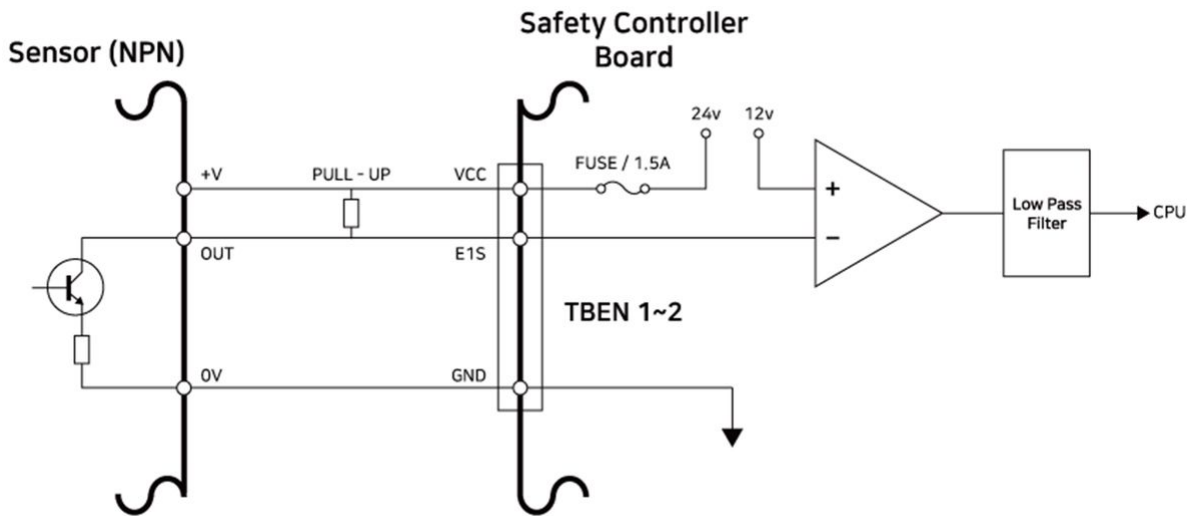 Safety Controller
Board
Sensor (NPN)
24v
12v
FUSE / 1.5A
+V
PULL - UP
VCC
+
Low Pass
Filter
CPU
−
OUT
E1S
TBEN 1~2
0V
GND